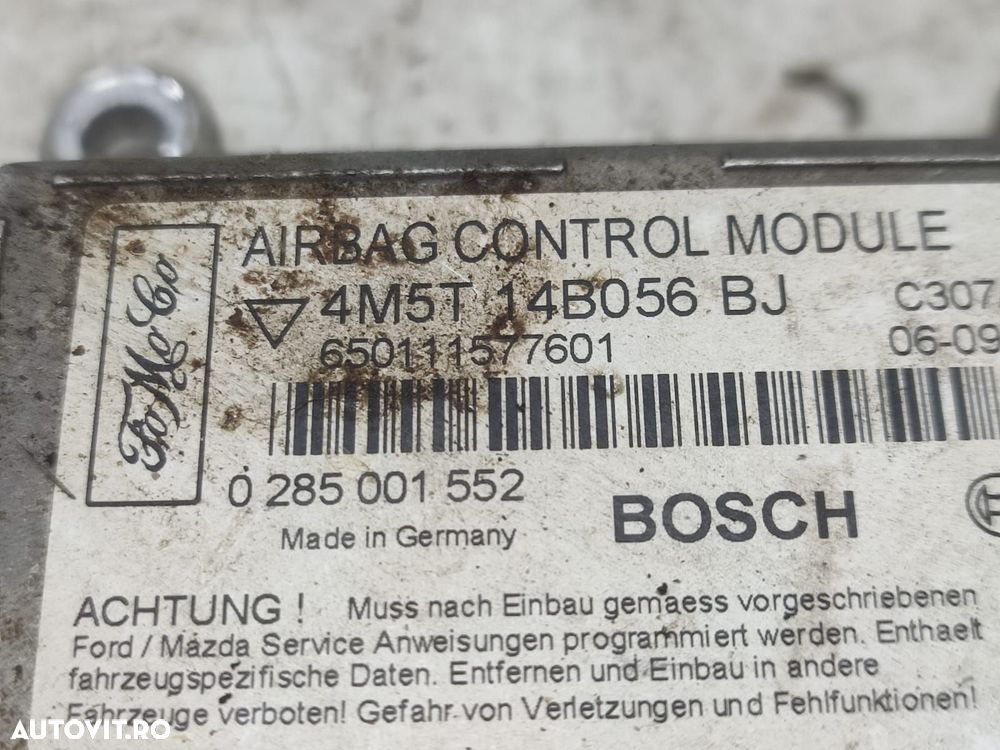 AIRBAG CONTROL MODULE
4M5T 14B056 BJ C307
650111577601 06-09
FoMoCo
0 285 001 552
Made in Germany
BOSCH
ACHTUNG ! Muss nach Einbau gemaess vorgeschriebenen
Ford / Mazda Service Anweisungen programmiert werden. Enthaelt
fahrzeugspezifische Daten. Entfernen und Einbau in andere
Fahrzeuge verboten! Gefahr von Verletzungen und Fehlfunktionen!
AUTOVIT.RO
AUTOVIT.RO